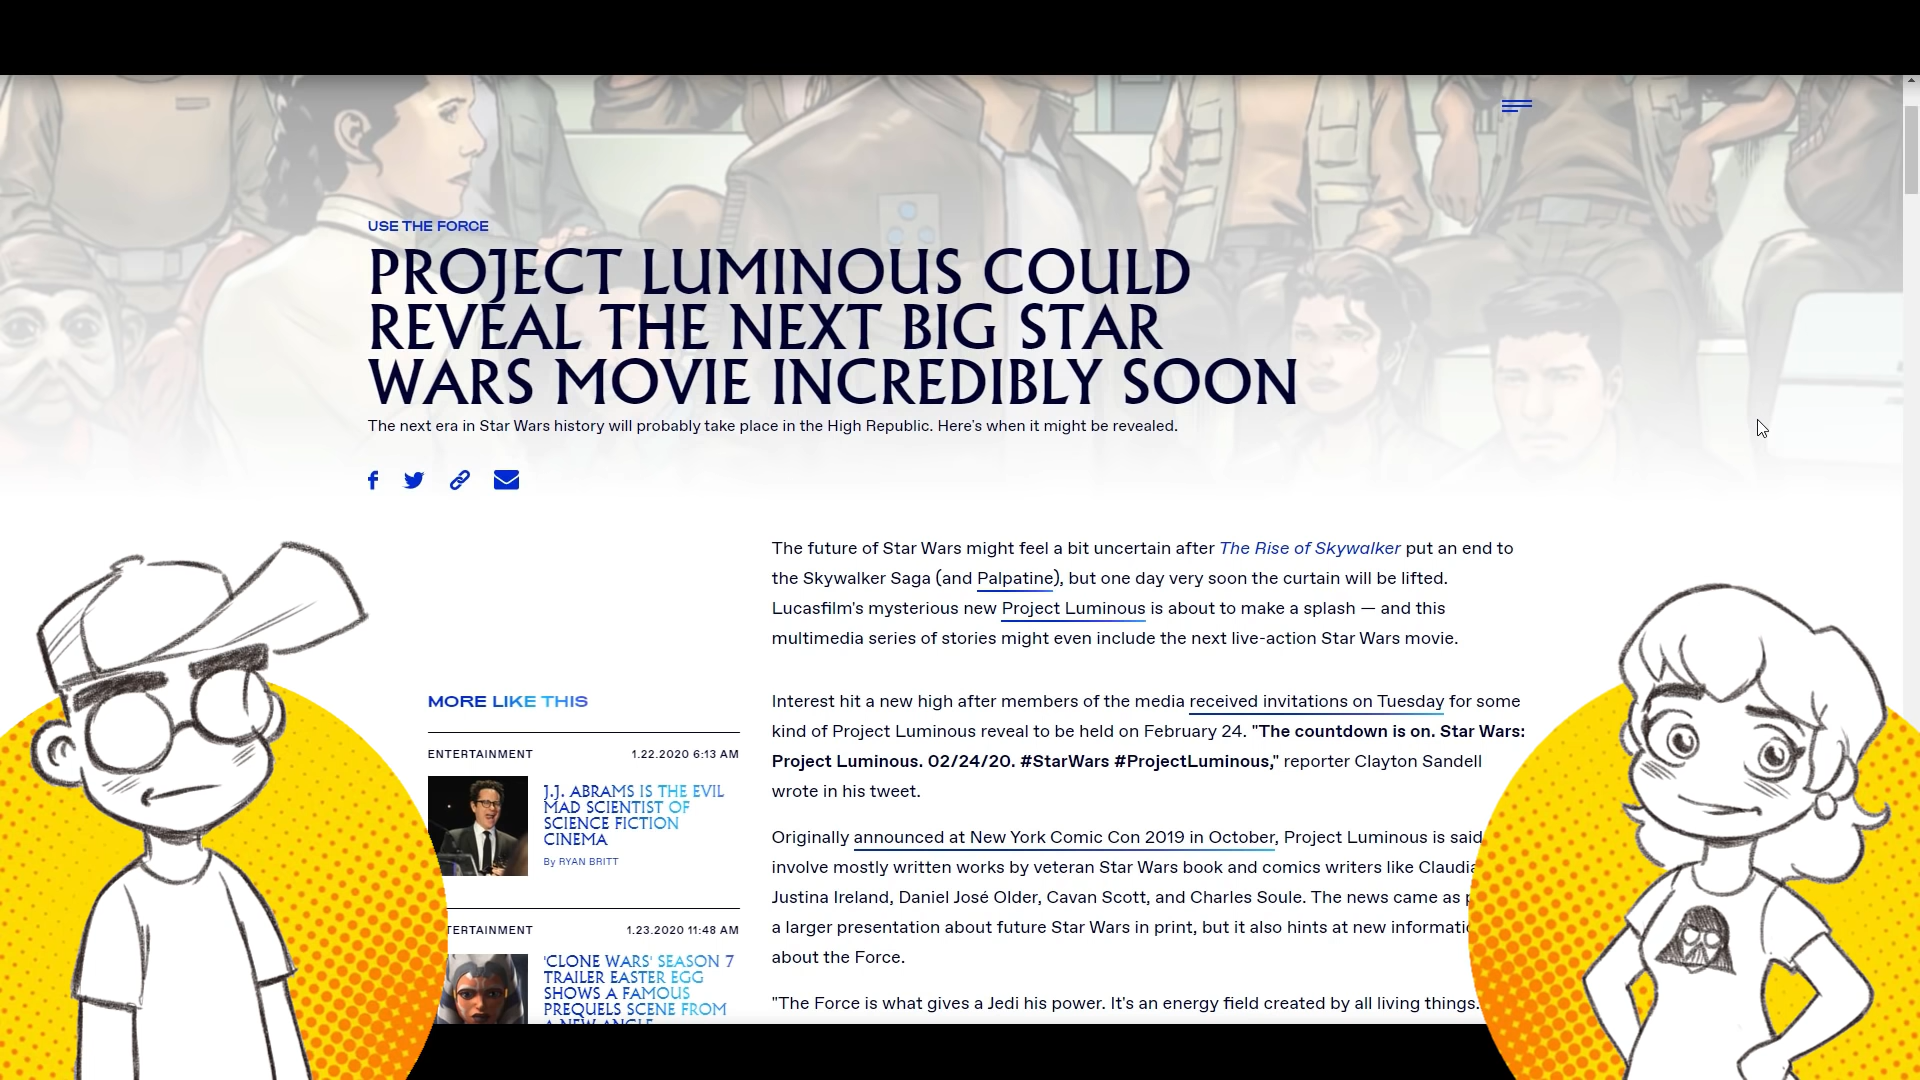 USE THE FORCE
PROJECT LUMINOUS COULD
REVEAL THE NEXT BIG STAR
WARS MOVIE INCREDIBLY SOON
The next era in Star Wars history will probably take place in the High Republic. Here's when it might be revealed.
The future of Star Wars might feel a bit uncertain after The Rise of Skywalker put an end to
the Skywalker Saga (and Palpatine), but one day very soon the curtain will be lifted.
Lucasfilm's mysterious new Project Luminous is about to make a splash — and this
multimedia series of stories might even include the next live-action Star Wars movie.
MORE LIKE THIS
ENTERTAINMENT 1.22.2020 6:13 AM
J.J. ABRAMS IS THE EVIL
MAD SCIENTIST OF
SCIENCE FICTION
CINEMA
By RYAN BRITT
TERTAINMENT 1.23.2020 11:48 AM
'CLONE WARS' SEASON 7
TRAILER EASTER EGG
SHOWS A FAMOUS
PREQUELS SCENE FROM
A NEW ANGLE
Interest hit a new high after members of the media received invitations on Tuesday for some
kind of Project Luminous reveal to be held on February 24. "The countdown is on. Star Wars:
Project Luminous. 02/24/20. #StarWars #ProjectLuminous," reporter Clayton Sandell
wrote in his tweet.
Originally announced at New York Comic Con 2019 in October, Project Luminous is said
involve mostly written works by veteran Star Wars book and comics writers like Claudia
Justina Ireland, Daniel José Older, Cavan Scott, and Charles Soule. The news came as
a larger presentation about future Star Wars in print, but it also hints at new informatio
about the Force.
"The Force is what gives a Jedi his power. It's an energy field created by all living things.